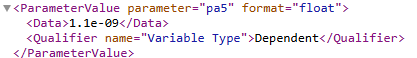 <ParameterValue parameter="pa5" format="float">
<Data>1.1e-09</Data>
<Qualifier name="Variable Type">Dependent</Qualifier>
</ParameterValue>